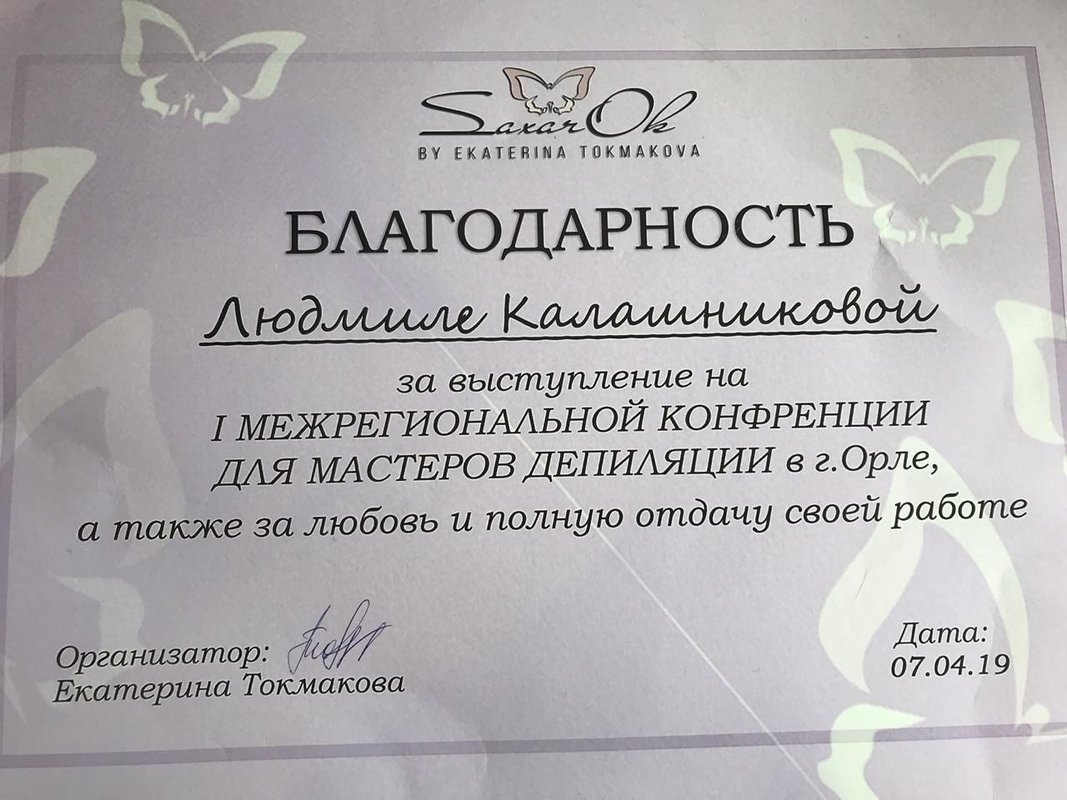 SaxarOk
BY EKATERINA TOKMAKOVA
БЛАГОДАРНОСТЬ
Людмиле Калашниковой
за выступление на
I МЕЖРЕГИОНАЛЬНОЙ КОНФРЕНЦИИ
ДЛЯ МАСТЕРОВ ДЕПИЛЯЦИИ в г.Орле,
а также за любовь и полную отдачу своей работе
Организатор:
Екатерина Токмакова
Дата:
07.04.19